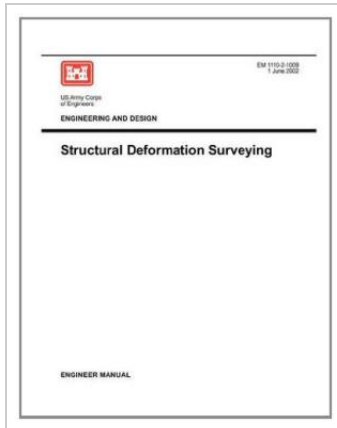 EM 1110-2-1009
1 June 2002
US Army Corps
of Engineers
ENGINEERING AND DESIGN
Structural Deformation Surveying
ENGINEER MANUAL